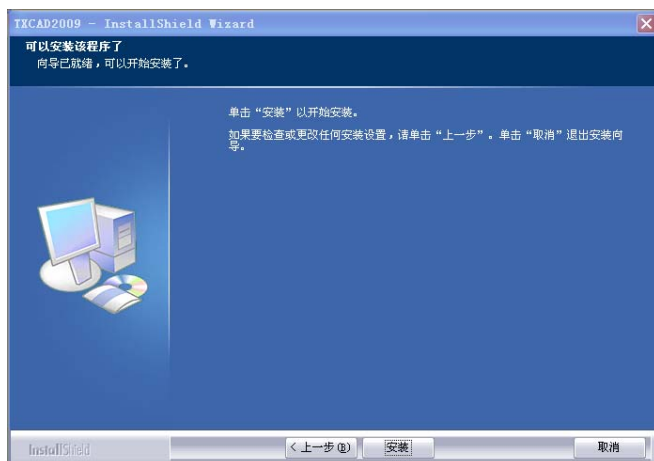 TXCAD2009 - InstallShield Wizard
可以安装该程序了
向导已就绪，可以开始安装了。
单击“安装”以开始安装。
如果要检查或更改任何安装设置，请单击“上一步”。单击“取消”退出安装向
导。
InstallShield
< 上一步(B)
安装
取消